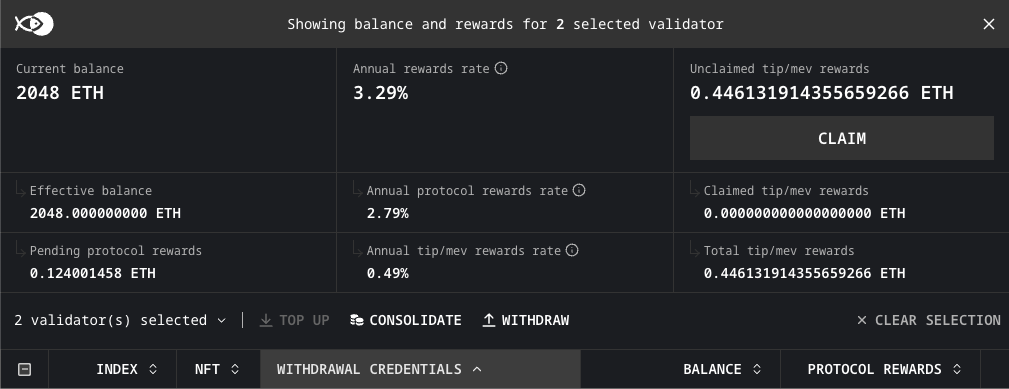 Showing balance and rewards for 2 selected validator
Current balance
2048 ETH
Annual rewards rate
3.29%
Unclaimed tip/mev rewards
0.446131914355659266 ETH
CLAIM
Effective balance
2048.000000000 ETH
Annual protocol rewards rate
2.79%
Claimed tip/mev rewards
0.000000000000000000 ETH
Pending protocol rewards
0.124001458 ETH
Annual tip/mev rewards rate
0.49%
Total tip/mev rewards
0.446131914355659266 ETH
2 validator(s) selected TOP UP CONSOLIDATE WITHDRAW CLEAR SELECTION
INDEX NFT WITHDRAWAL CREDENTIALS BALANCE PROTOCOL REWARDS